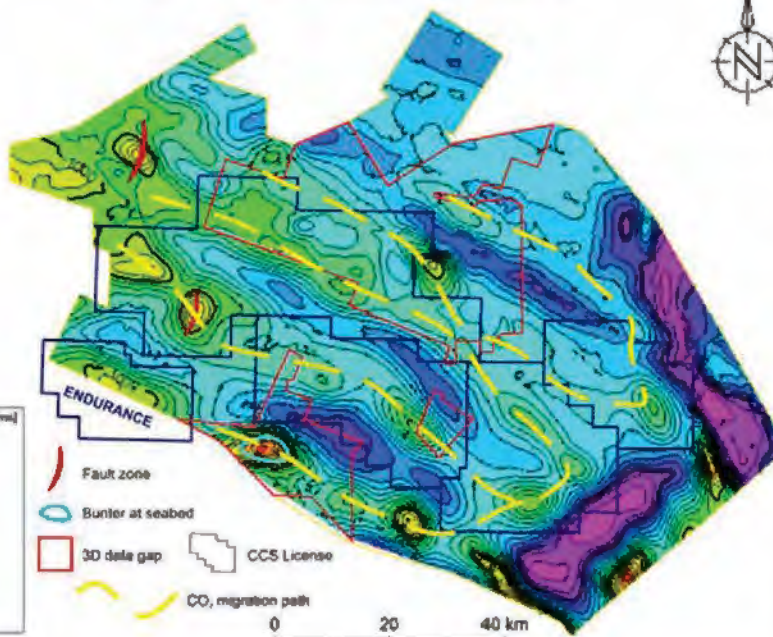 N
ENDURANCE
Fault zone
Bunter at seabed
3D data gap
CCS License
CO₂ migration path
0 20 40 km